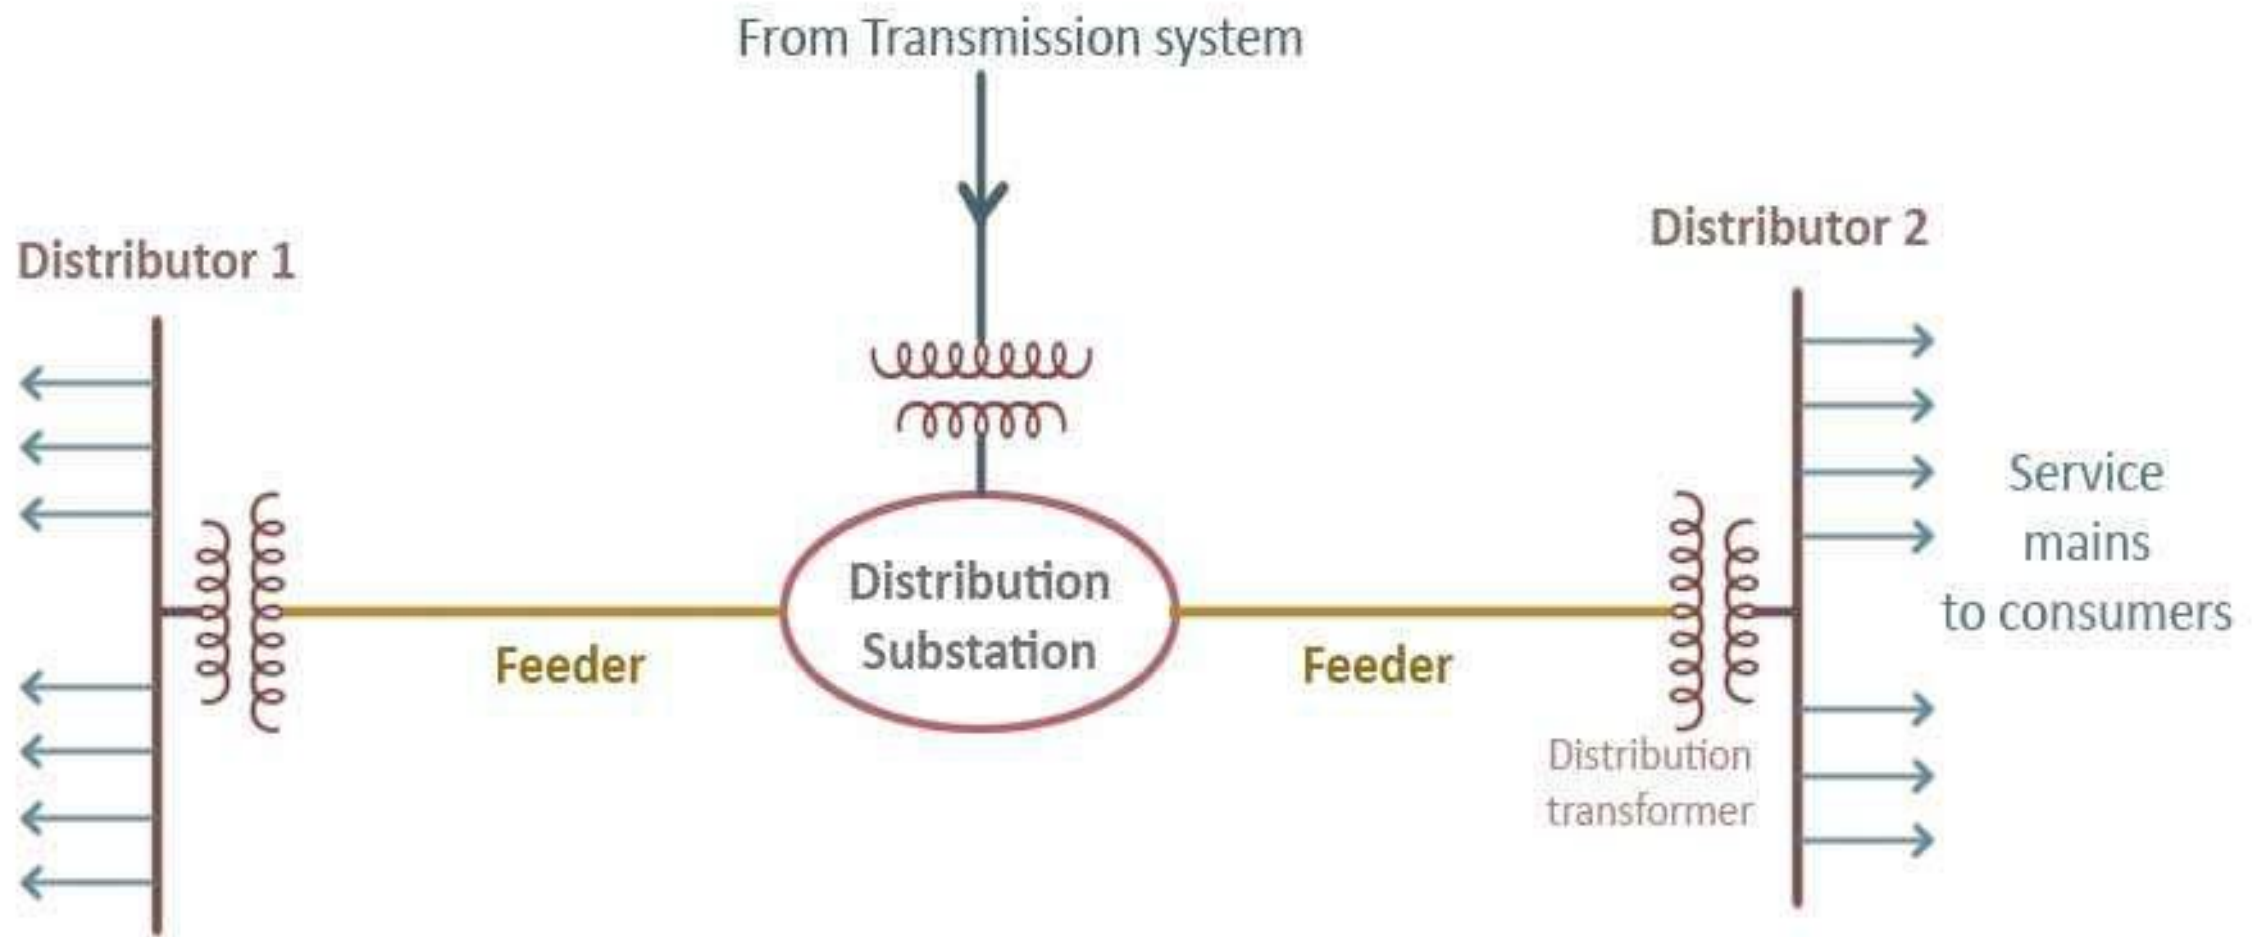 From Transmission system
Distributor 1
Distributor 2
Distribution
Substation
Feeder
Feeder
Service
mains
to consumers
Distribution
transformer